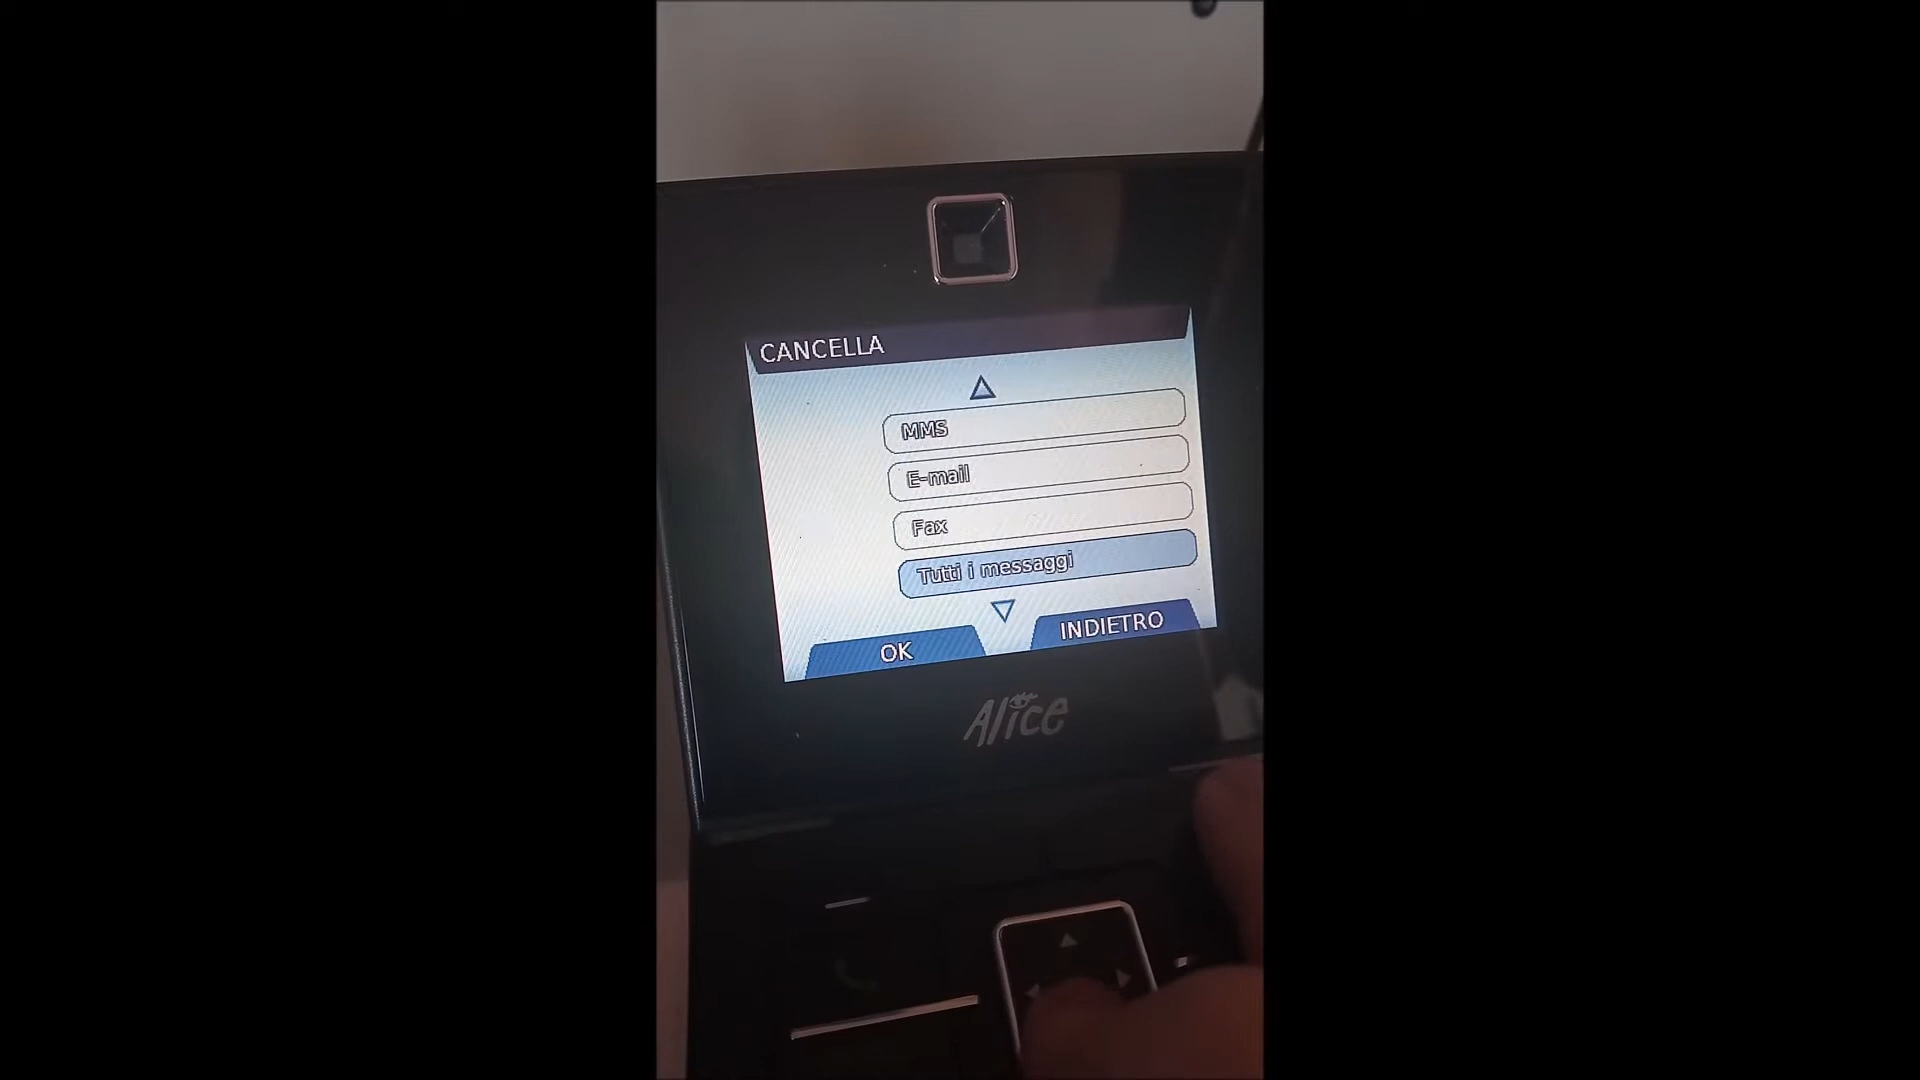 CANCELLA
MMS
E-mail
Fax
Tutti i messaggi
OK
INDIETRO
Alice